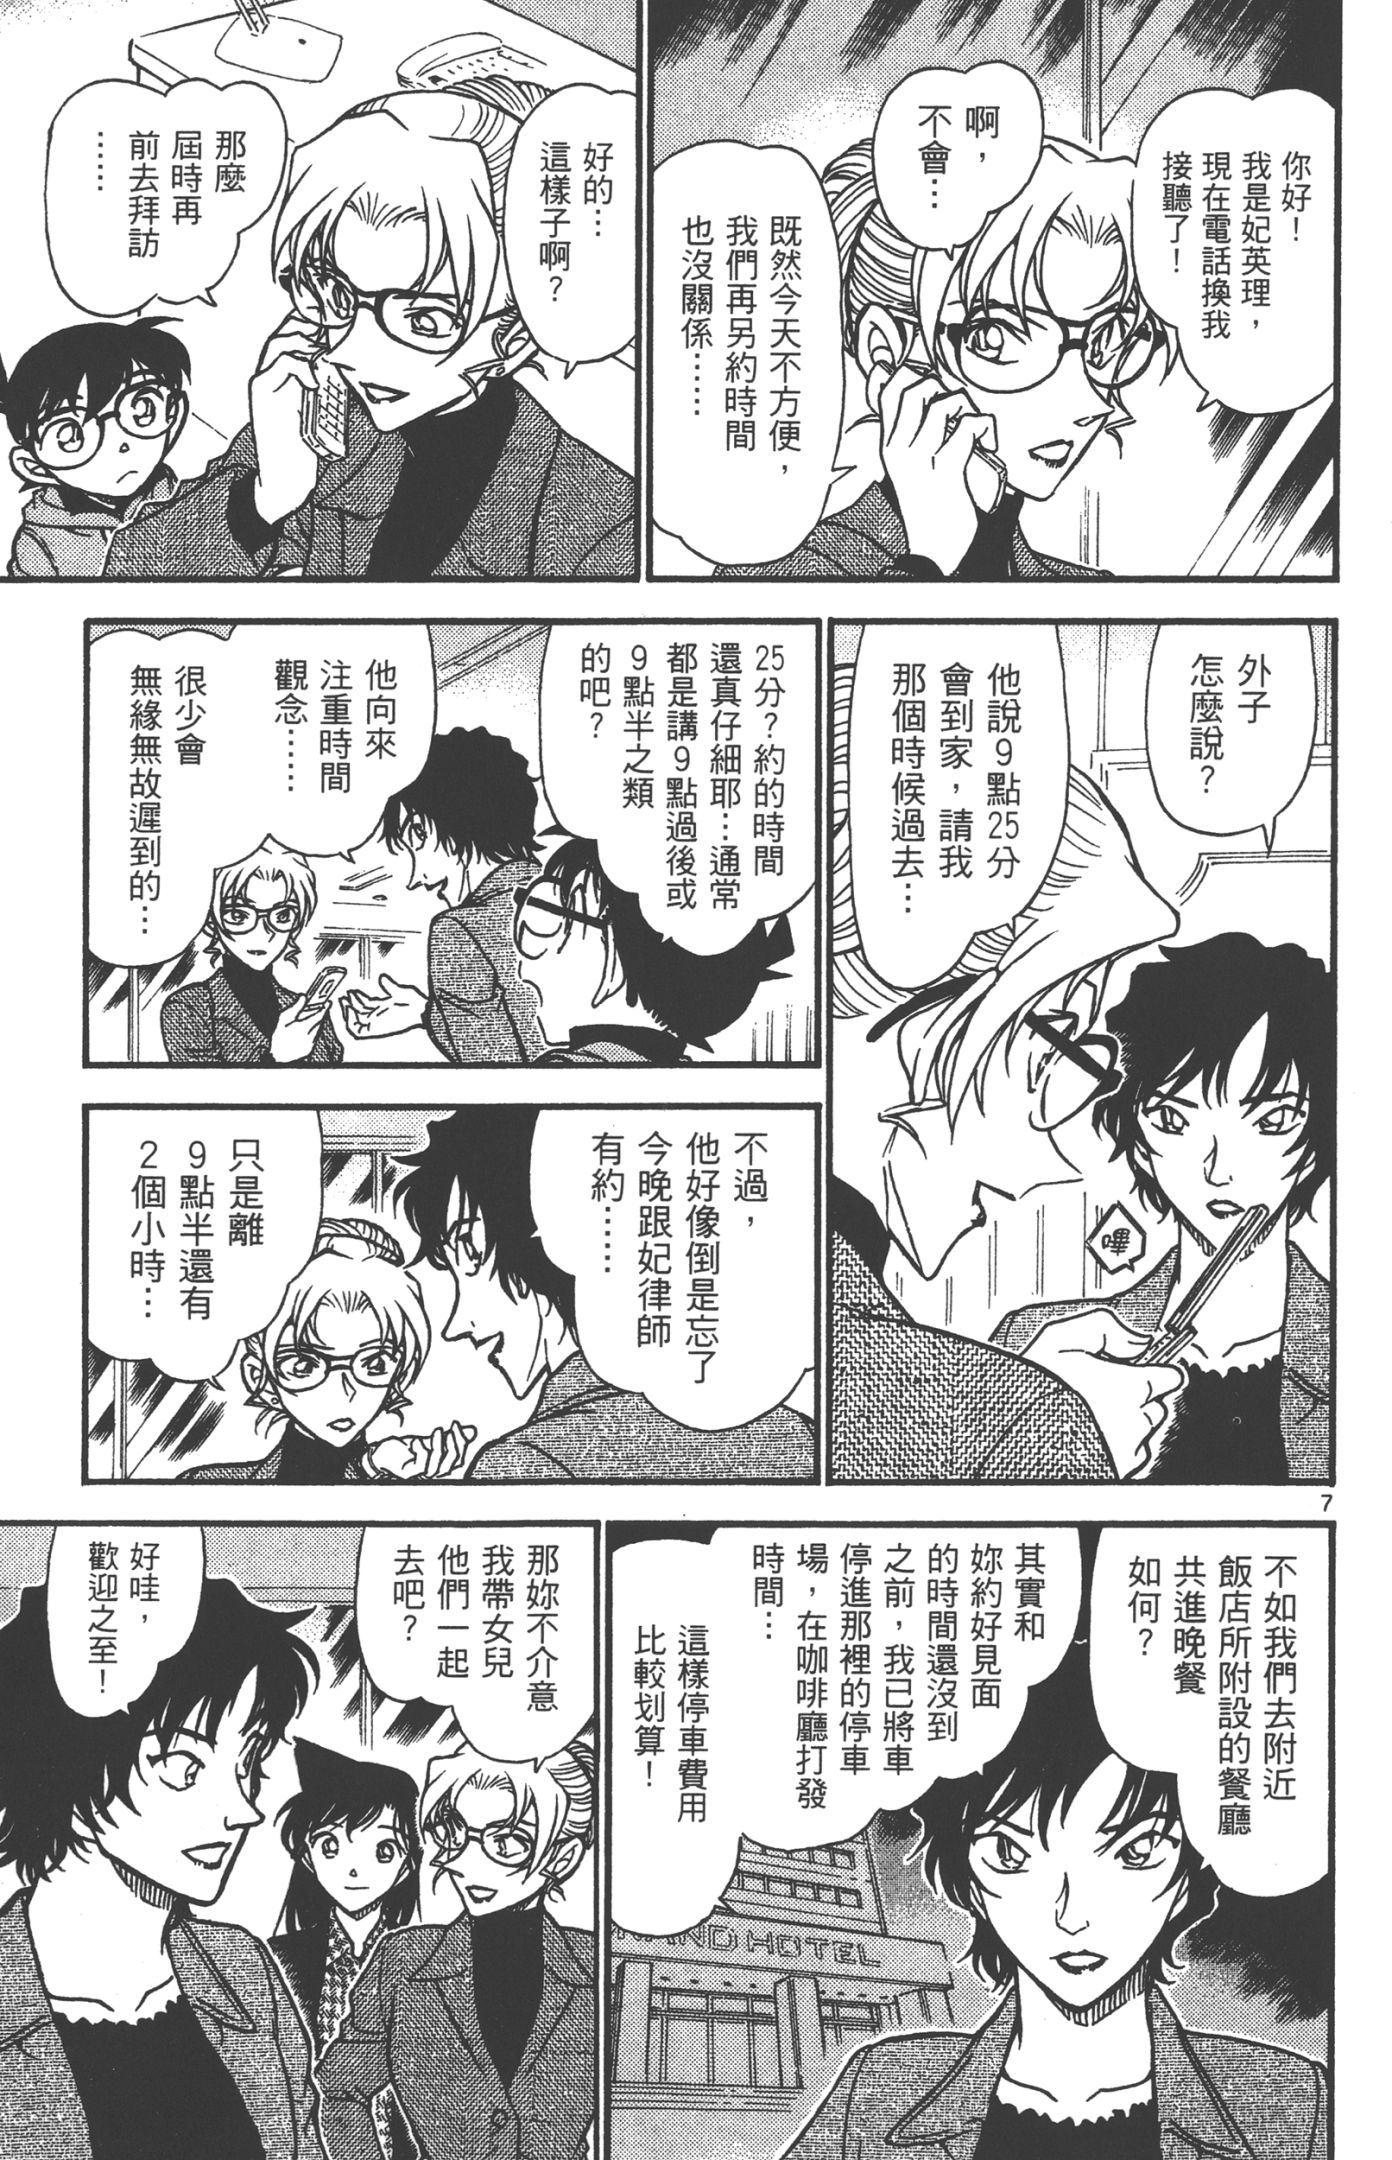 你好！
我是妃英理，
現在電話換我
接聽了！
啊，
不會…
既然今天不方便，
我們再另約時間
也沒關係……
好的…
這樣子啊？
那麼
屆時再
前去拜訪
……
外子
怎麼說？
他說9點25分
會到家，請我
那個時候過去…
嗶
25分？約的時間
還真仔細耶…通常
都是講9點過後或
9點半之類
的吧？
他向來
注重時間
觀念……
很少會
無緣無故遲到的…
不過，
他好像倒是忘了
今晚跟妃律師
有約……
只是離
9點半還有
2個小時…
7
不如我們去附近
飯店所附設的餐廳
共進晚餐
如何？
其實和
妳約好見面
的時間還沒到
之前，我已將車
停進那裡的停車
場，在咖啡廳打發
時間…
這樣停車費用
比較划算！
GRAND HOTEL
那妳不介意
我帶女兒
他們一起
去吧？
好哇，
歡迎之至！